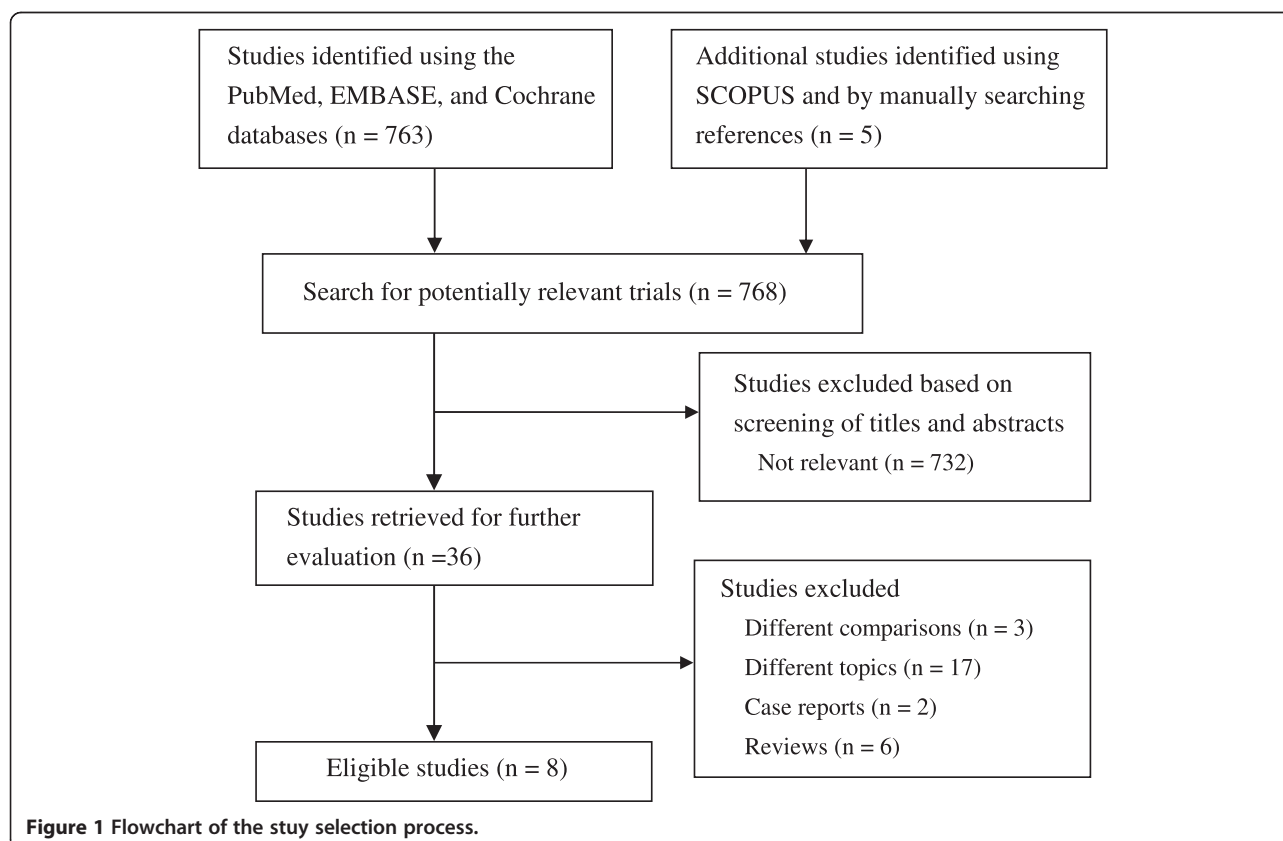 Studies identified using the
PubMed, EMBASE, and Cochrane
databases (n = 763)
Additional studies identified using
SCOPUS and by manually searching
references (n = 5)
Search for potentially relevant trials (n = 768)
Studies excluded based on
screening of titles and abstracts
Not relevant (n = 732)
Studies retrieved for further
evaluation (n =36)
Studies excluded
Different comparisons (n = 3)
Different topics (n = 17)
Case reports (n = 2)
Reviews (n = 6)
Eligible studies (n = 8)
Figure 1 Flowchart of the stuy selection process.